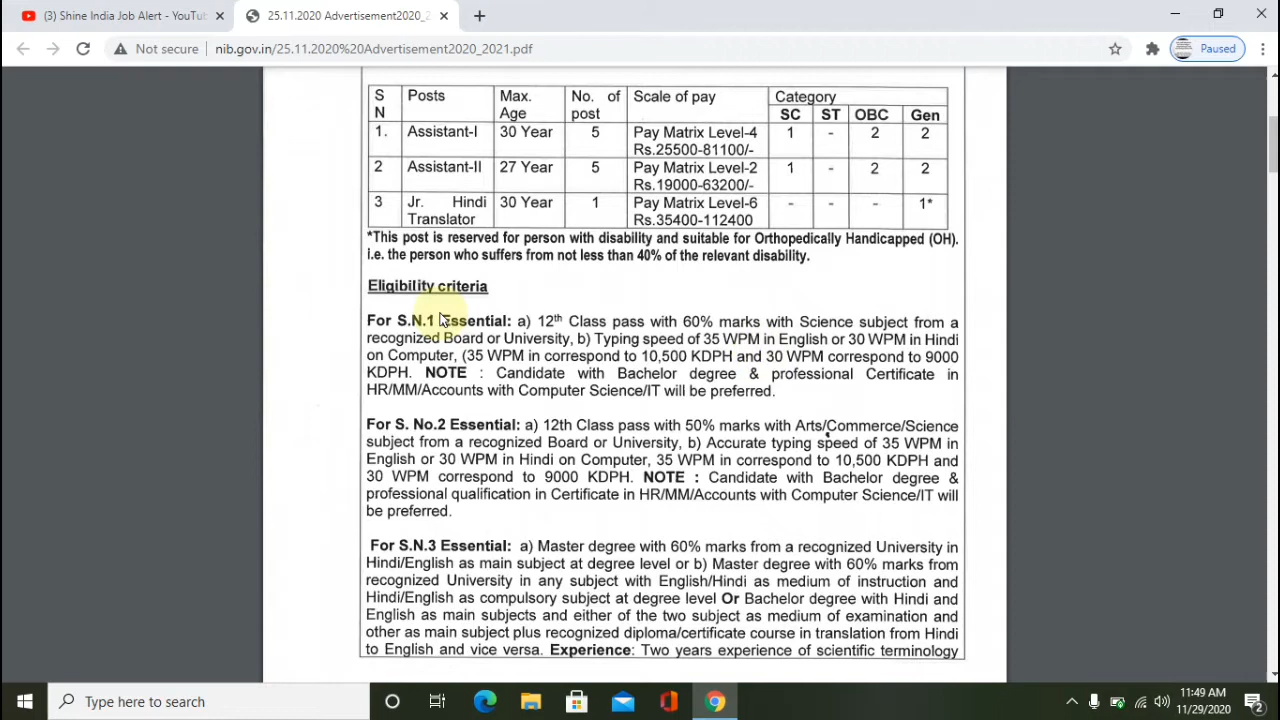 (3) Shine India Job Alert - YouTu
25.11.2020 Advertisement2020_2
Not secure
nib.gov.in/25.11.2020%20Advertisement2020_2021.pdf
Paused
S N Posts Max. Age No. of post Scale of pay Category
SC ST OBC Gen
1. Assistant-I 30 Year 5 Pay Matrix Level-4 1 - 2 2
Rs.25500-81100/-
2 Assistant-II 27 Year 5 Pay Matrix Level-2 1 - 2 2
Rs.19000-63200/-
3 Jr. Hindi 30 Year 1 Pay Matrix Level-6 - - - 1*
Translator Rs.35400-112400
*This post is reserved for person with disability and suitable for Orthopedically Handicapped (OH).
i.e. the person who suffers from not less than 40% of the relevant disability.
Eligibility criteria
For S.N.1 Essential: a) 12th Class pass with 60% marks with Science subject from a
recognized Board or University, b) Typing speed of 35 WPM in English or 30 WPM in Hindi
on Computer, (35 WPM in correspond to 10,500 KDPH and 30 WPM correspond to 9000
KDPH. NOTE : Candidate with Bachelor degree & professional Certificate in
HR/MM/Accounts with Computer Science/IT will be preferred.
For S. No.2 Essential: a) 12th Class pass with 50% marks with Arts/Commerce/Science
subject from a recognized Board or University, b) Accurate typing speed of 35 WPM in
English or 30 WPM in Hindi on Computer, 35 WPM in correspond to 10,500 KDPH and
30 WPM correspond to 9000 KDPH. NOTE : Candidate with Bachelor degree &
professional qualification in Certificate in HR/MM/Accounts with Computer Science/IT will
be preferred.
For S.N.3 Essential: a) Master degree with 60% marks from a recognized University in
Hindi/English as main subject at degree level or b) Master degree with 60% marks from
recognized University in any subject with English/Hindi as medium of instruction and
Hindi/English as compulsory subject at degree level Or Bachelor degree with Hindi and
English as main subjects and either of the two subject as medium of examination and
other as main subject plus recognized diploma/certificate course in translation from Hindi
to English and vice versa. Experience: Two years experience of scientific terminology
Type here to search
11:49 AM
11/29/2020
2